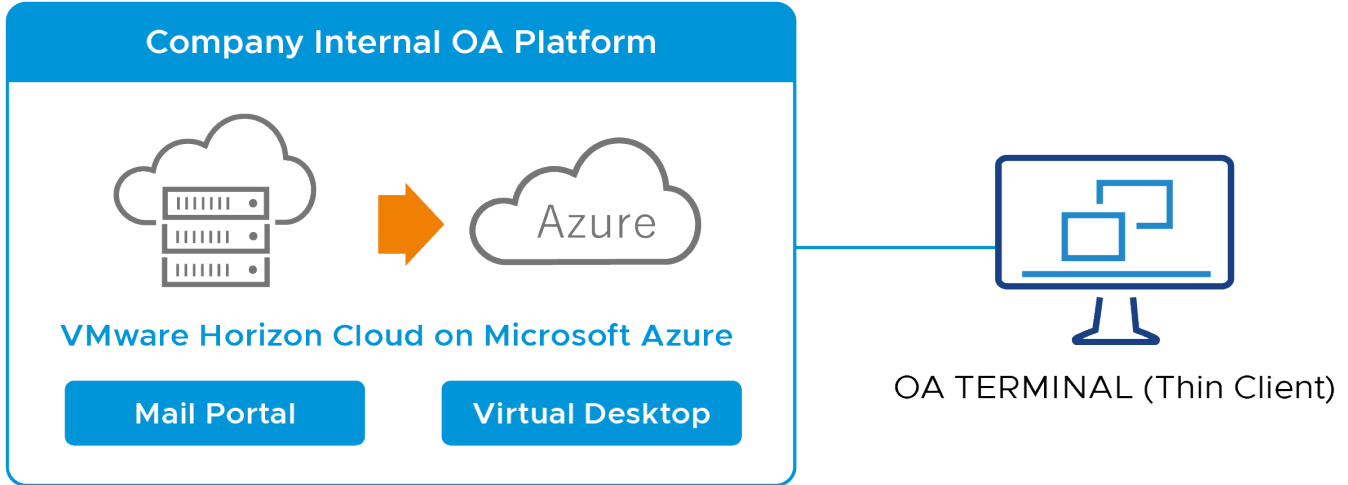 Company Internal OA Platform
Azure
VMware Horizon Cloud on Microsoft Azure
Mail Portal
Virtual Desktop
OA TERMINAL (Thin Client)